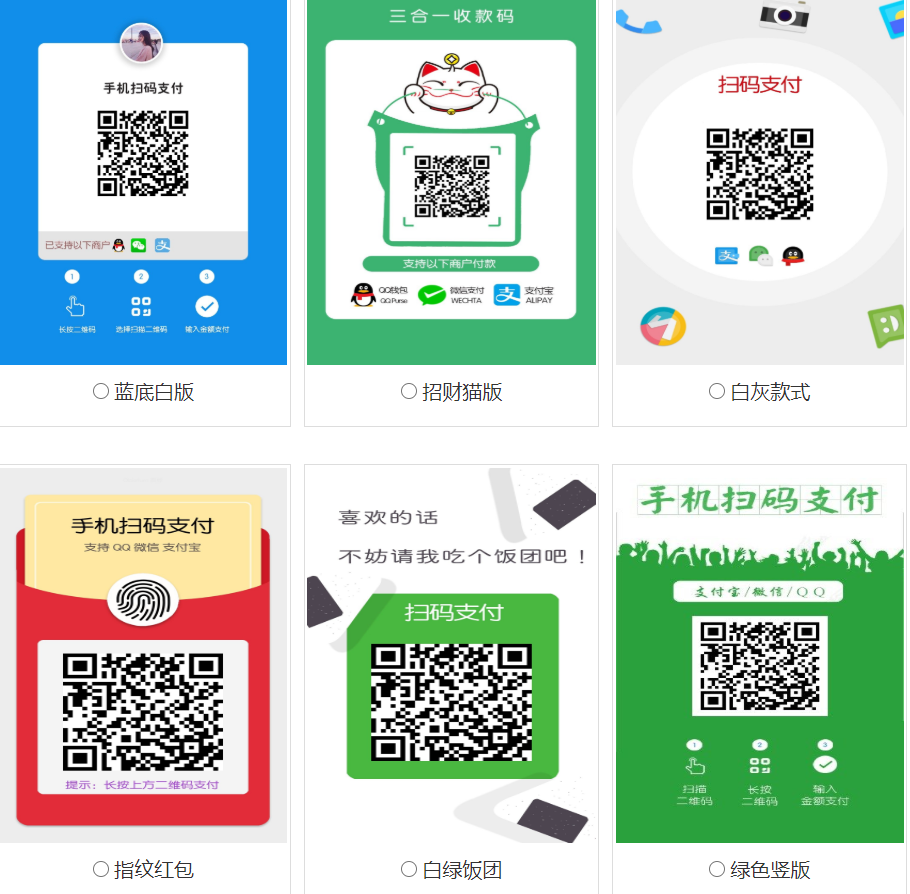 手机扫码支付
已支持以下商户
1
2
3
长按二维码
选择扫描二维码
输入金额支付
蓝底白版
三合一收款码
支持以下商户付款
QQ钱包
QQ Purse
微信支付
WECHTA
支付宝
ALIPAY
招财猫版
扫码支付
白灰款式
手机扫码支付
支持 QQ 微信 支付宝
提示：长按上方二维码支付
指纹红包
喜欢的话
不妨请我吃个饭团吧！
扫码支付
白绿饭团
手机扫码支付
支付宝/微信/QQ
1
2
3
扫描
二维码
长按
二维码
输入
金额支付
绿色竖版